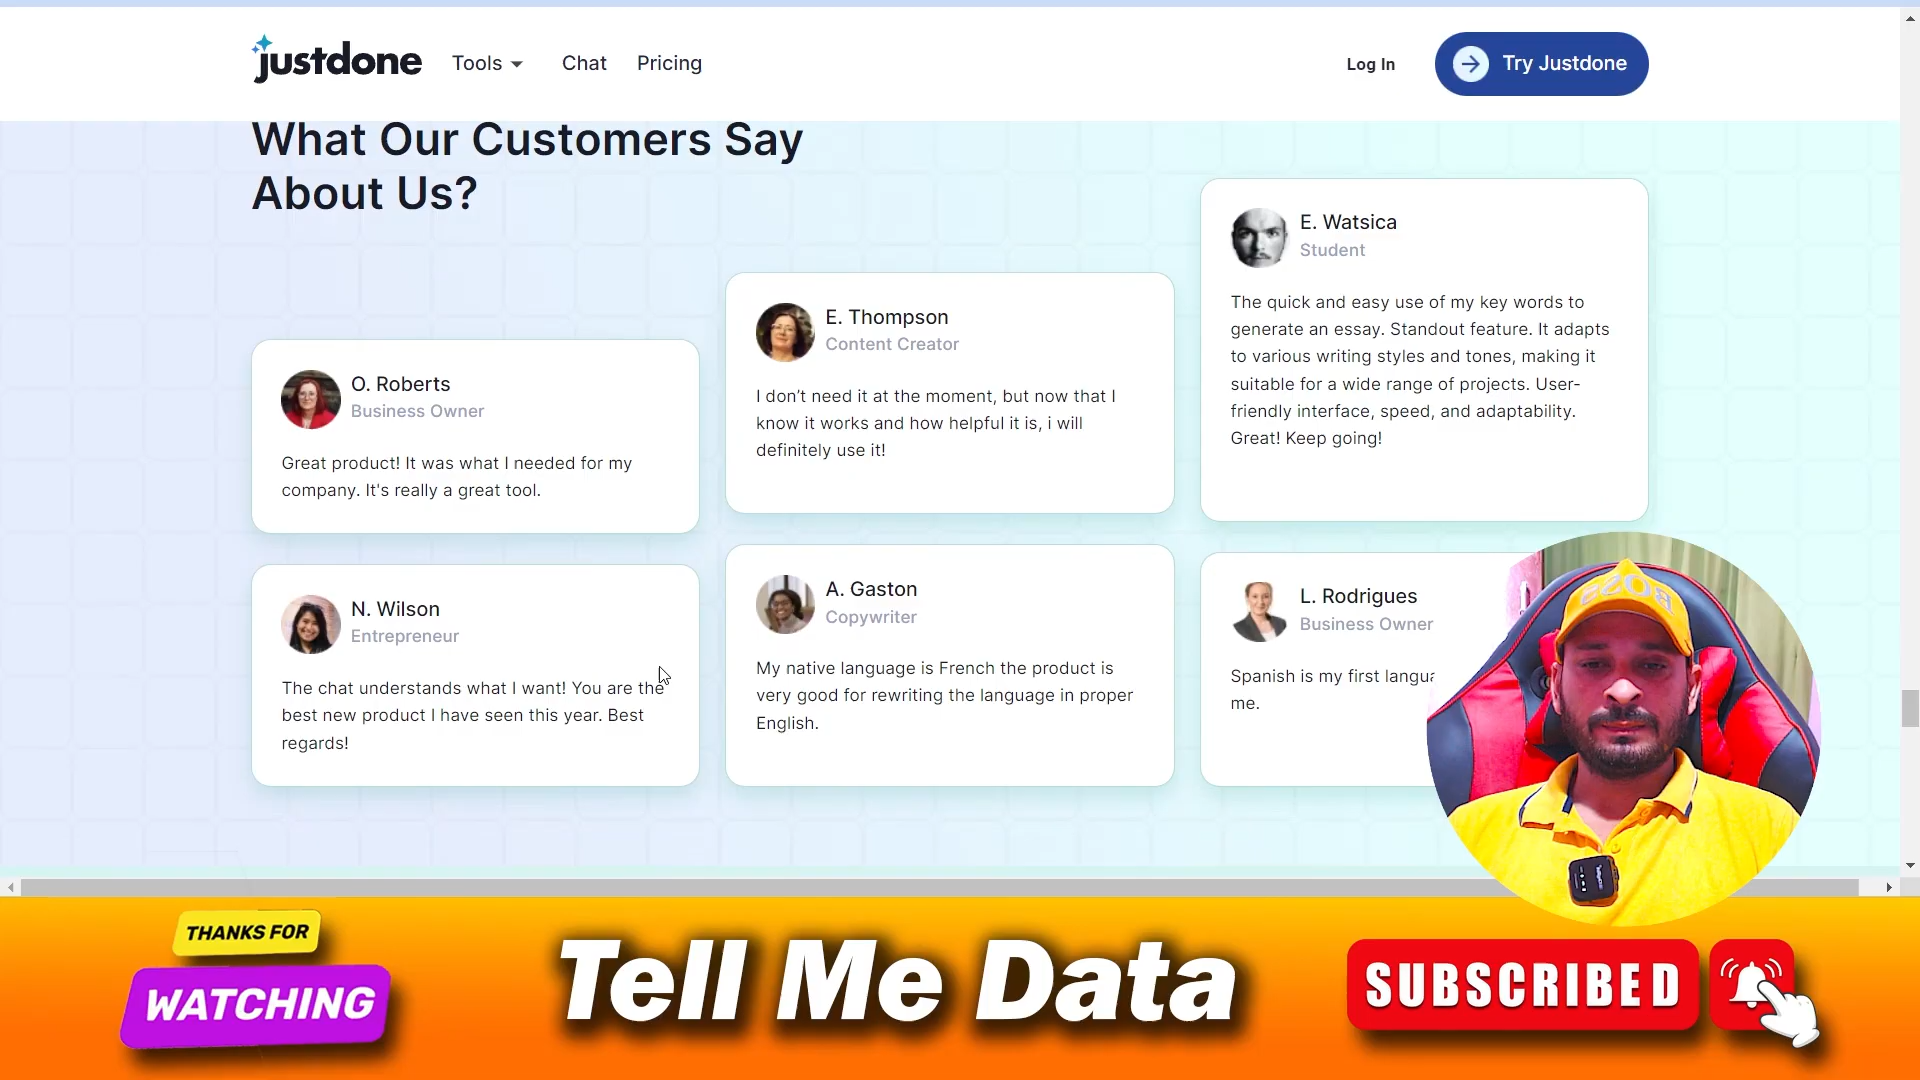 justdone
Tools
Chat
Pricing
Log In
Try Justdone
What Our Customers Say
About Us?
O. Roberts
Business Owner
Great product! It was what I needed for my
company. It's really a great tool.
E. Thompson
Content Creator
I don’t need it at the moment, but now that I
know it works and how helpful it is, i will
definitely use it!
E. Watsica
Student
The quick and easy use of my key words to
generate an essay. Standout feature. It adapts
to various writing styles and tones, making it
suitable for a wide range of projects. User-
friendly interface, speed, and adaptability.
Great! Keep going!
N. Wilson
Entrepreneur
The chat understands what I want! You are the
best new product I have seen this year. Best
regards!
A. Gaston
Copywriter
My native language is French the product is
very good for rewriting the language in proper
English.
L. Rodrigues
Business Owner
Spanish is my first
me.
THANKS FOR
WATCHING
Tell Me Data
SUBSCRIBED